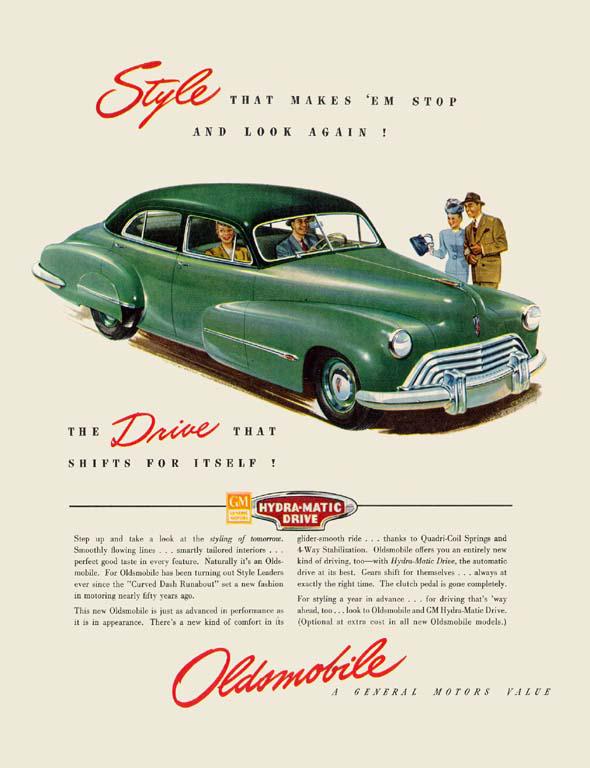 Style THAT MAKES 'EM STOP
AND LOOK AGAIN !
THE Drive THAT
SHIFTS FOR ITSELF !
GM
GENERAL
MOTORS
HYDRA-MATIC
DRIVE
Step up and take a look at the styling of tomorrow.
Smoothly flowing lines . . . smartly tailored interiors . . .
perfect good taste in every feature. Naturally it's an Olds-
mobile. For Oldsmobile has been turning out Style Leaders
ever since the "Curved Dash Runabout" set a new fashion
in motoring nearly fifty years ago.
This new Oldsmobile is just as advanced in performance as
it is in appearance. There's a new kind of comfort in its
glider-smooth ride . . . thanks to Quadri-Coil Springs and
4-Way Stabilization. Oldsmobile offers you an entirely new
kind of driving, too—with Hydra-Matic Drive, the automatic
drive at its best. Gears shift for themselves . . . always at
exactly the right time. The clutch pedal is gone completely.
For styling a year in advance . . . for driving that's 'way
ahead, too . . . look to Oldsmobile and GM Hydra-Matic Drive.
(Optional at extra cost in all new Oldsmobile models.)
Oldsmobile
A GENERAL MOTORS VALUE